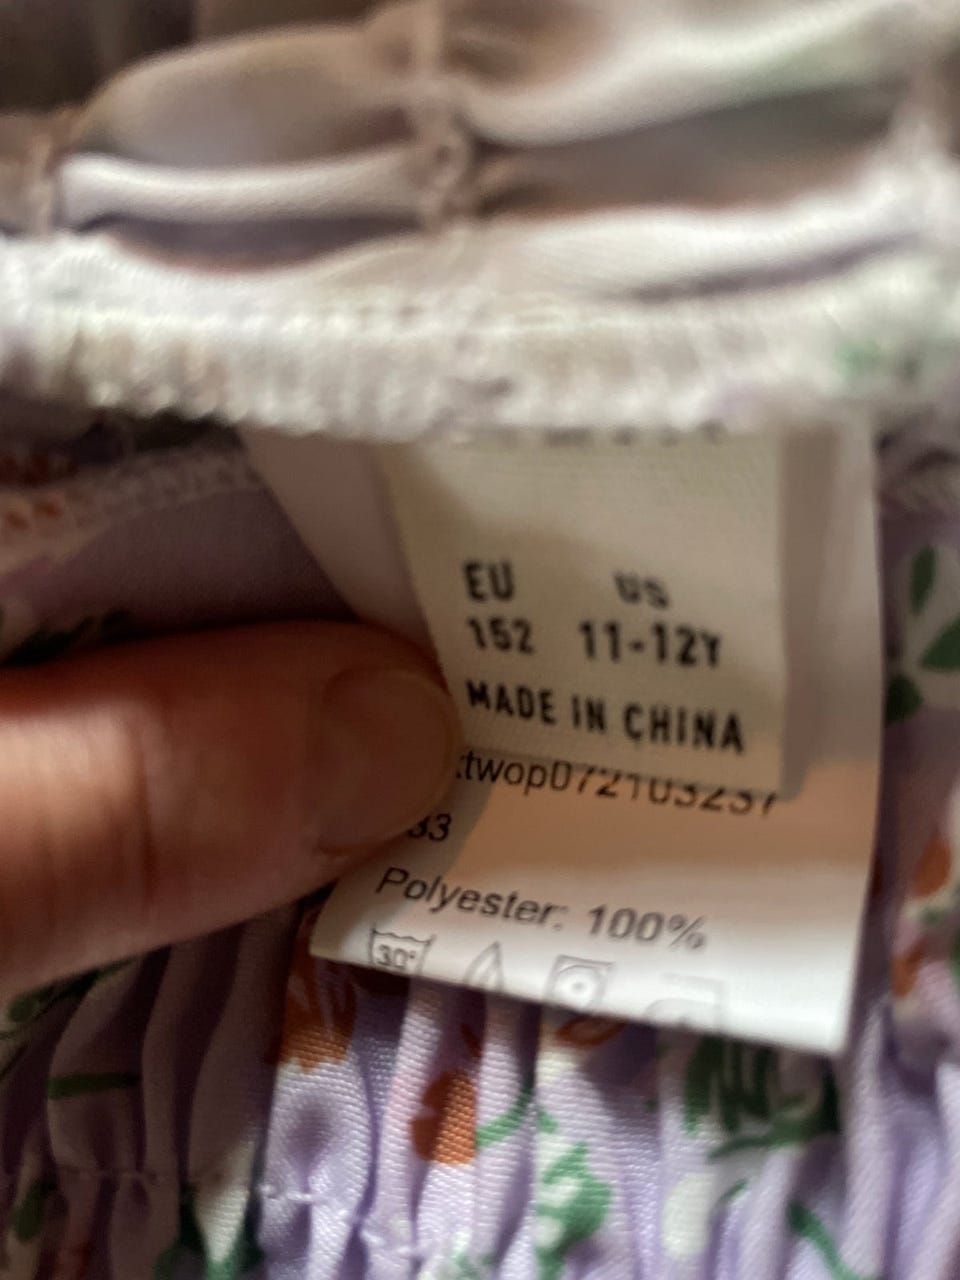 EU US
152 11-12Y
MADE IN CHINA
Polyester: 100%
30°